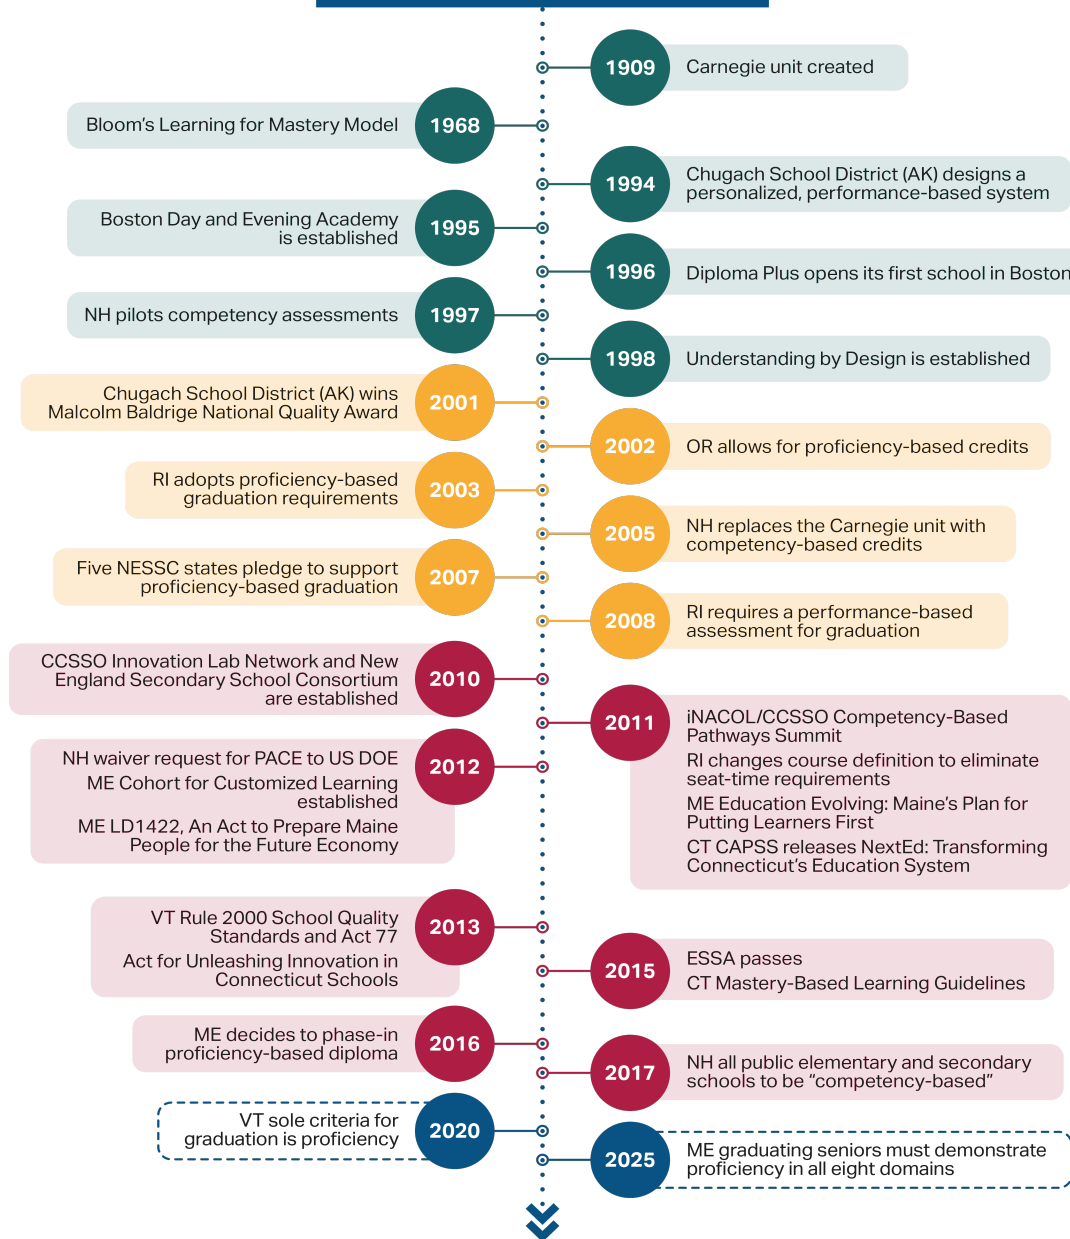 1909
Carnegie unit created
Bloom’s Learning for Mastery Model
1968
1994
Chugach School District (AK) designs a
personalized, performance-based system
Boston Day and Evening Academy
is established
1995
1996
Diploma Plus opens its first school in Boston
NH pilots competency assessments
1997
1998
Understanding by Design is established
Chugach School District (AK) wins
Malcolm Baldrige National Quality Award
2001
2002
OR allows for proficiency-based credits
RI adopts proficiency-based
graduation requirements
2003
2005
NH replaces the Carnegie unit with
competency-based credits
Five NESSC states pledge to support
proficiency-based graduation
2007
2008
RI requires a performance-based
assessment for graduation
CCSSO Innovation Lab Network and New
England Secondary School Consortium
are established
2010
2011
iNACOL/CCSSO Competency-Based
Pathways Summit
RI changes course definition to eliminate
seat-time requirements
ME Education Evolving: Maine’s Plan for
Putting Learners First
CT CAPSS releases NextEd: Transforming
Connecticut’s Education System
NH waiver request for PACE to US DOE
ME Cohort for Customized Learning
established
ME LD1422, An Act to Prepare Maine
People for the Future Economy
2012
VT Rule 2000 School Quality
Standards and Act 77
Act for Unleashing Innovation in
Connecticut Schools
2013
2015
ESSA passes
CT Mastery-Based Learning Guidelines
ME decides to phase-in
proficiency-based diploma
2016
2017
NH all public elementary and secondary
schools to be “competency-based”
VT sole criteria for
graduation is proficiency
2020
2025
ME graduating seniors must demonstrate
proficiency in all eight domains